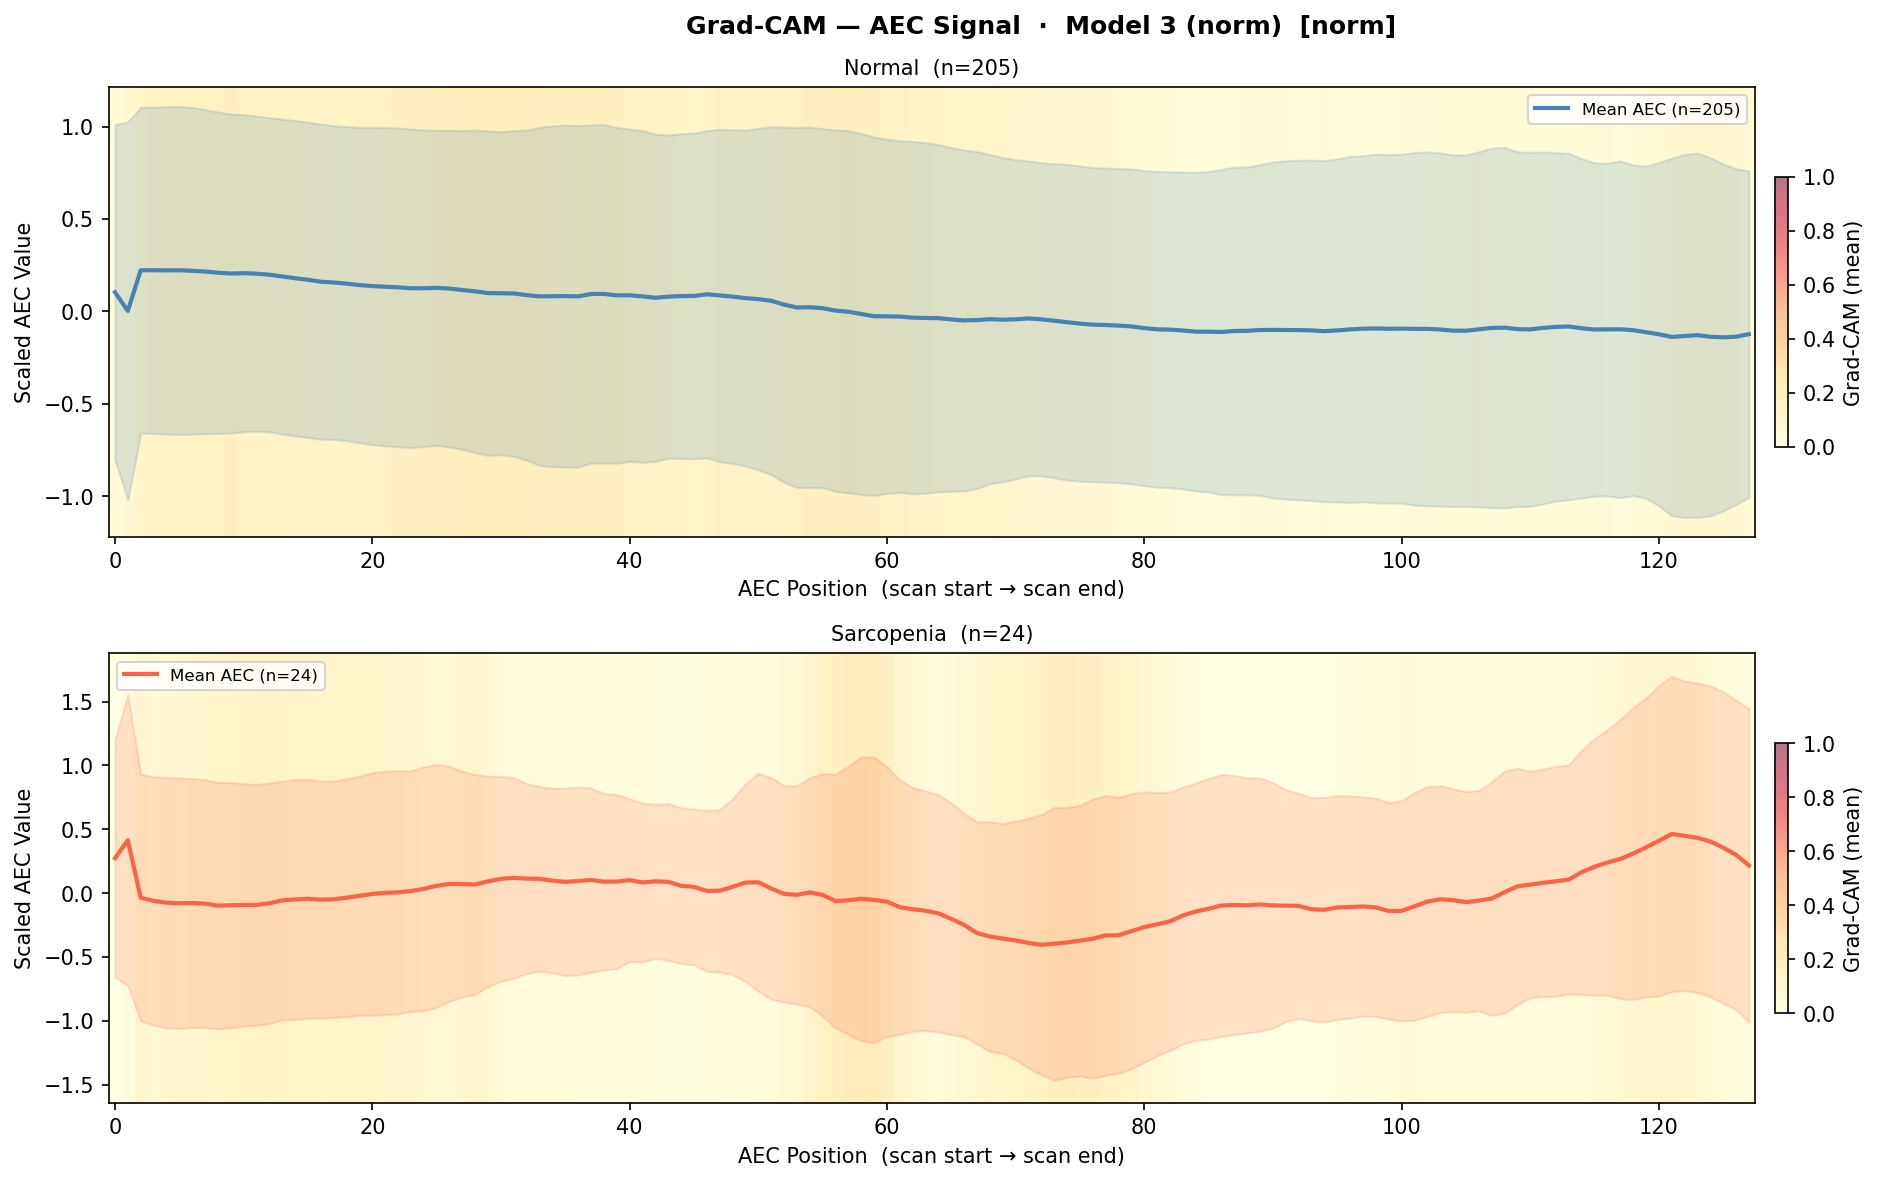 Grad-CAM — AEC Signal · Model 3 (norm) [norm]
Normal (n=205)
Mean AEC (n=205)
Scaled AEC Value
1.0
0.5
0.0
−0.5
−1.0
0 20 40 60 80 100 120
AEC Position (scan start → scan end)
1.0
0.8
0.6
0.4
0.2
0.0
Grad-CAM (mean)
Sarcopenia (n=24)
Mean AEC (n=24)
Scaled AEC Value
1.5
1.0
0.5
0.0
−0.5
−1.0
−1.5
0 20 40 60 80 100 120
AEC Position (scan start → scan end)
1.0
0.8
0.6
0.4
0.2
0.0
Grad-CAM (mean)